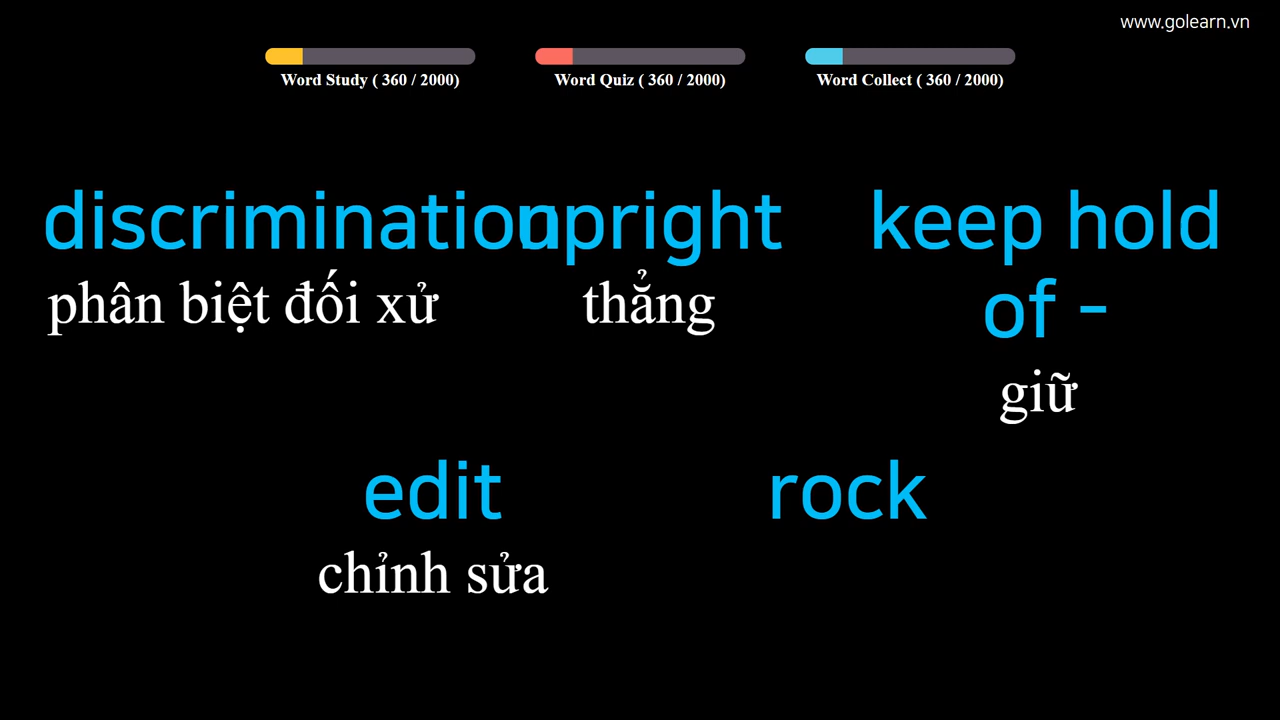 www.golearn.vn
Word Study ( 360 / 2000)
Word Quiz ( 360 / 2000)
Word Collect ( 360 / 2000)
discrimination
phân biệt đối xử
upright
thẳng
keep hold
of -
giữ
edit
chỉnh sửa
rock